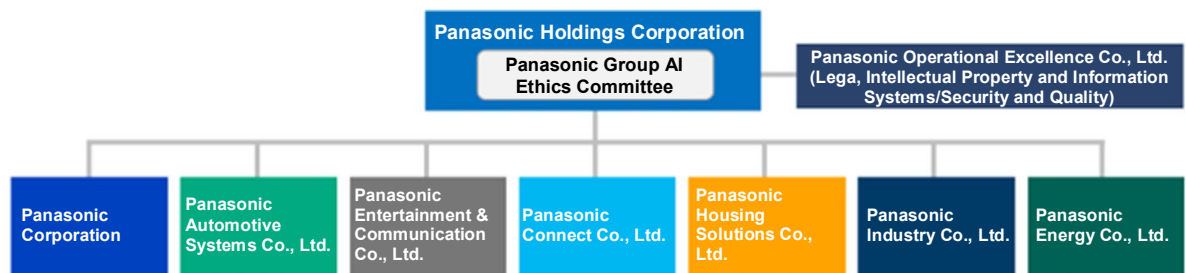 Panasonic Holdings Corporation
Panasonic Group AI
Ethics Committee
Panasonic Operational Excellence Co., Ltd.
(Lega, Intellectual Property and Information
Systems/Security and Quality)
Panasonic
Corporation
Panasonic
Automotive
Systems Co., Ltd.
Panasonic
Entertainment &
Communication
Co., Ltd.
Panasonic
Connect Co., Ltd.
Panasonic
Housing
Solutions Co.,
Ltd.
Panasonic
Industry Co., Ltd.
Panasonic
Energy Co., Ltd.